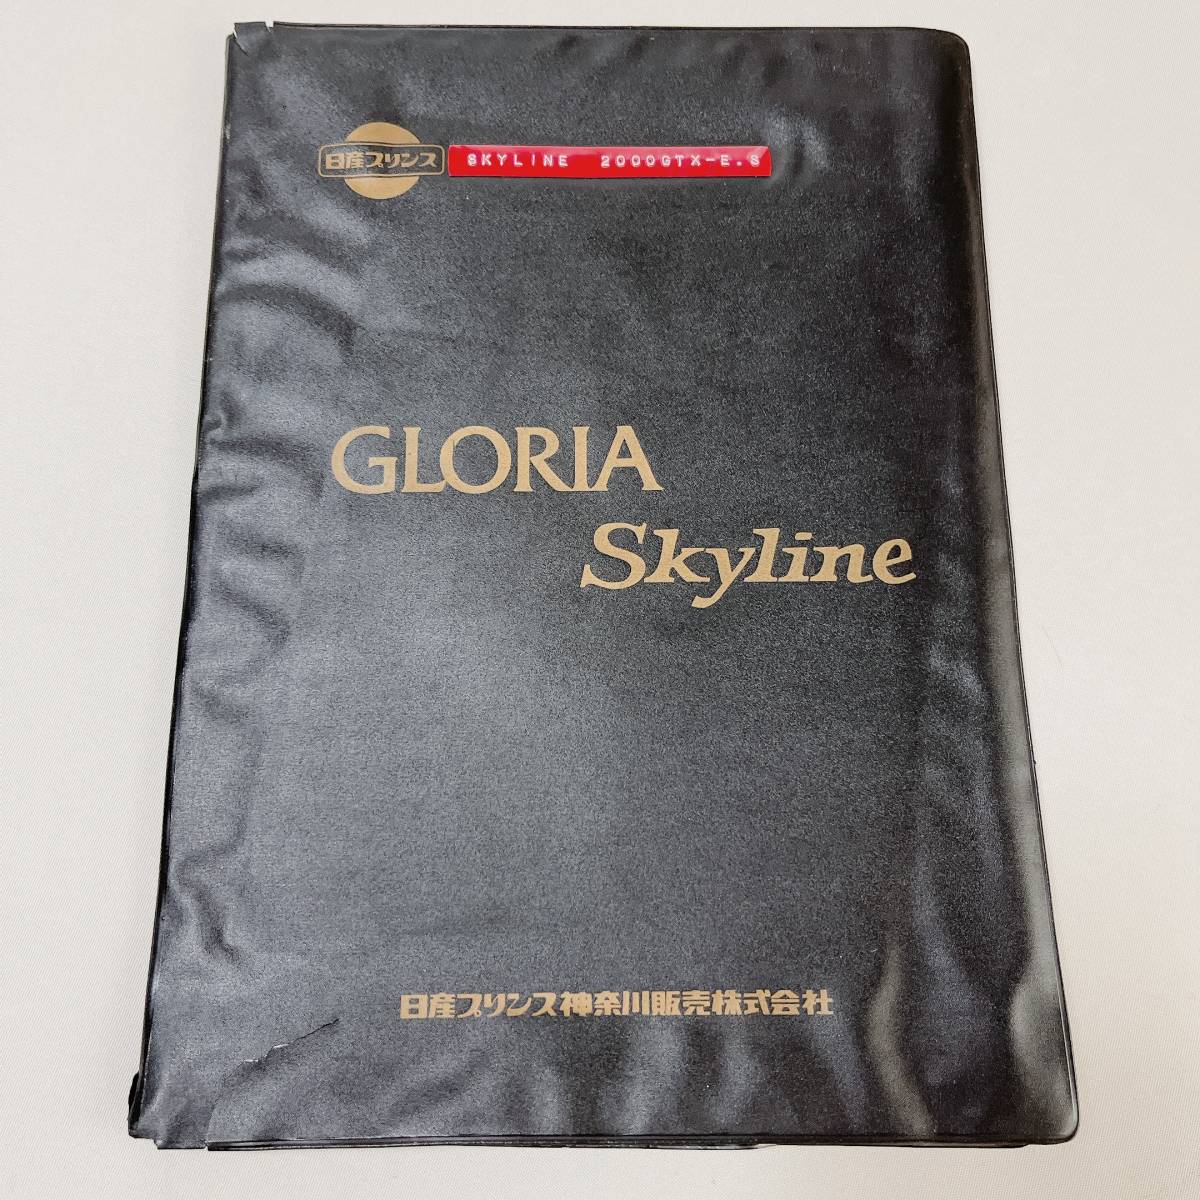 日産プリンス
SKYLINE 2000GTX-E.S
GLORIA
Skyline
日産プリンス神奈川販売株式会社